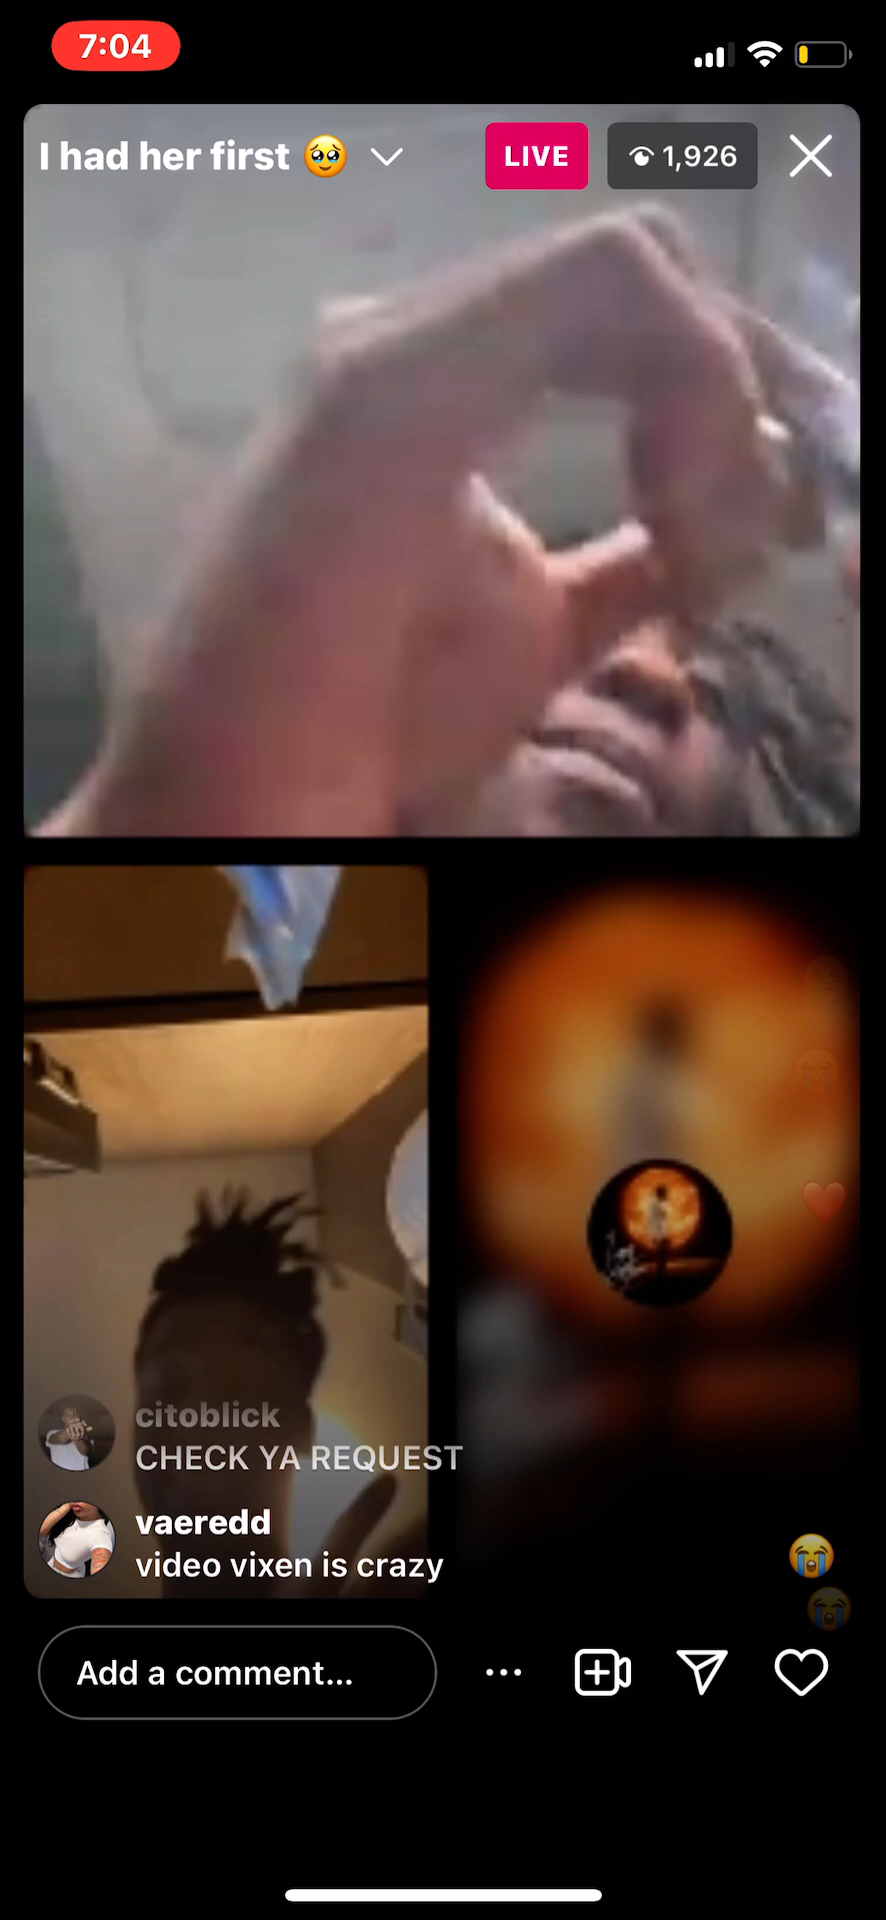 7:04
I had her first 🥹
LIVE
1,926
citoblick
CHECK YA REQUEST
vaeredd
video vixen is crazy
Add a comment...